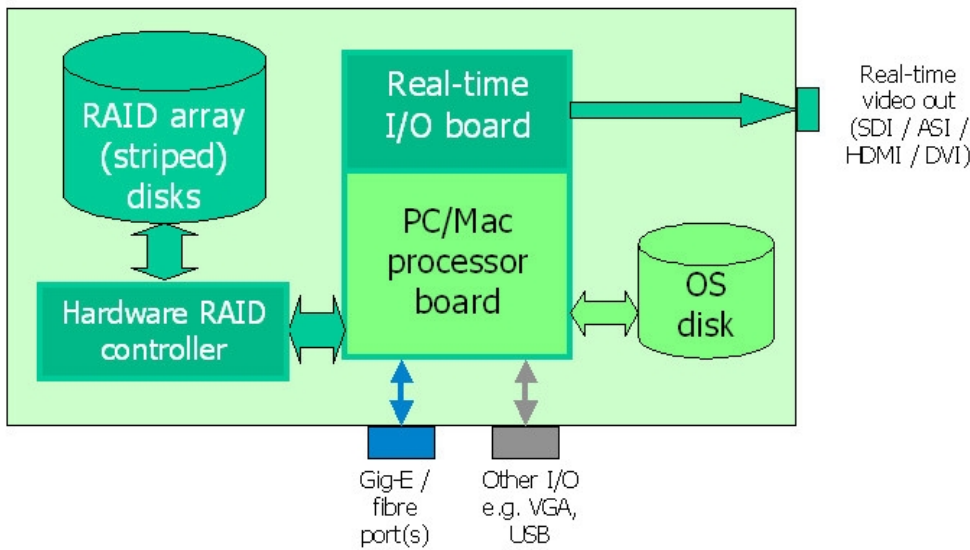 RAID array
(striped)
disks
Real-time
I/O board
Real-time
video out
(SDI / ASI /
HDMI / DVI)
PC/Mac
processor
board
OS
disk
Hardware RAID
controller
Gig-E /
fibre
port(s)
Other I/O
e.g. VGA,
USB